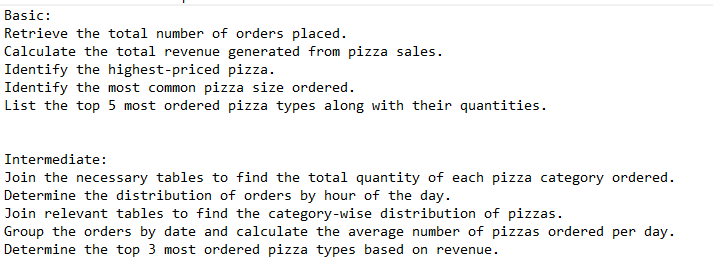 Basic:
Retrieve the total number of orders placed.
Calculate the total revenue generated from pizza sales.
Identify the highest-priced pizza.
Identify the most common pizza size ordered.
List the top 5 most ordered pizza types along with their quantities.
Intermediate:
Join the necessary tables to find the total quantity of each pizza category ordered.
Determine the distribution of orders by hour of the day.
Join relevant tables to find the category-wise distribution of pizzas.
Group the orders by date and calculate the average number of pizzas ordered per day.
Determine the top 3 most ordered pizza types based on revenue.